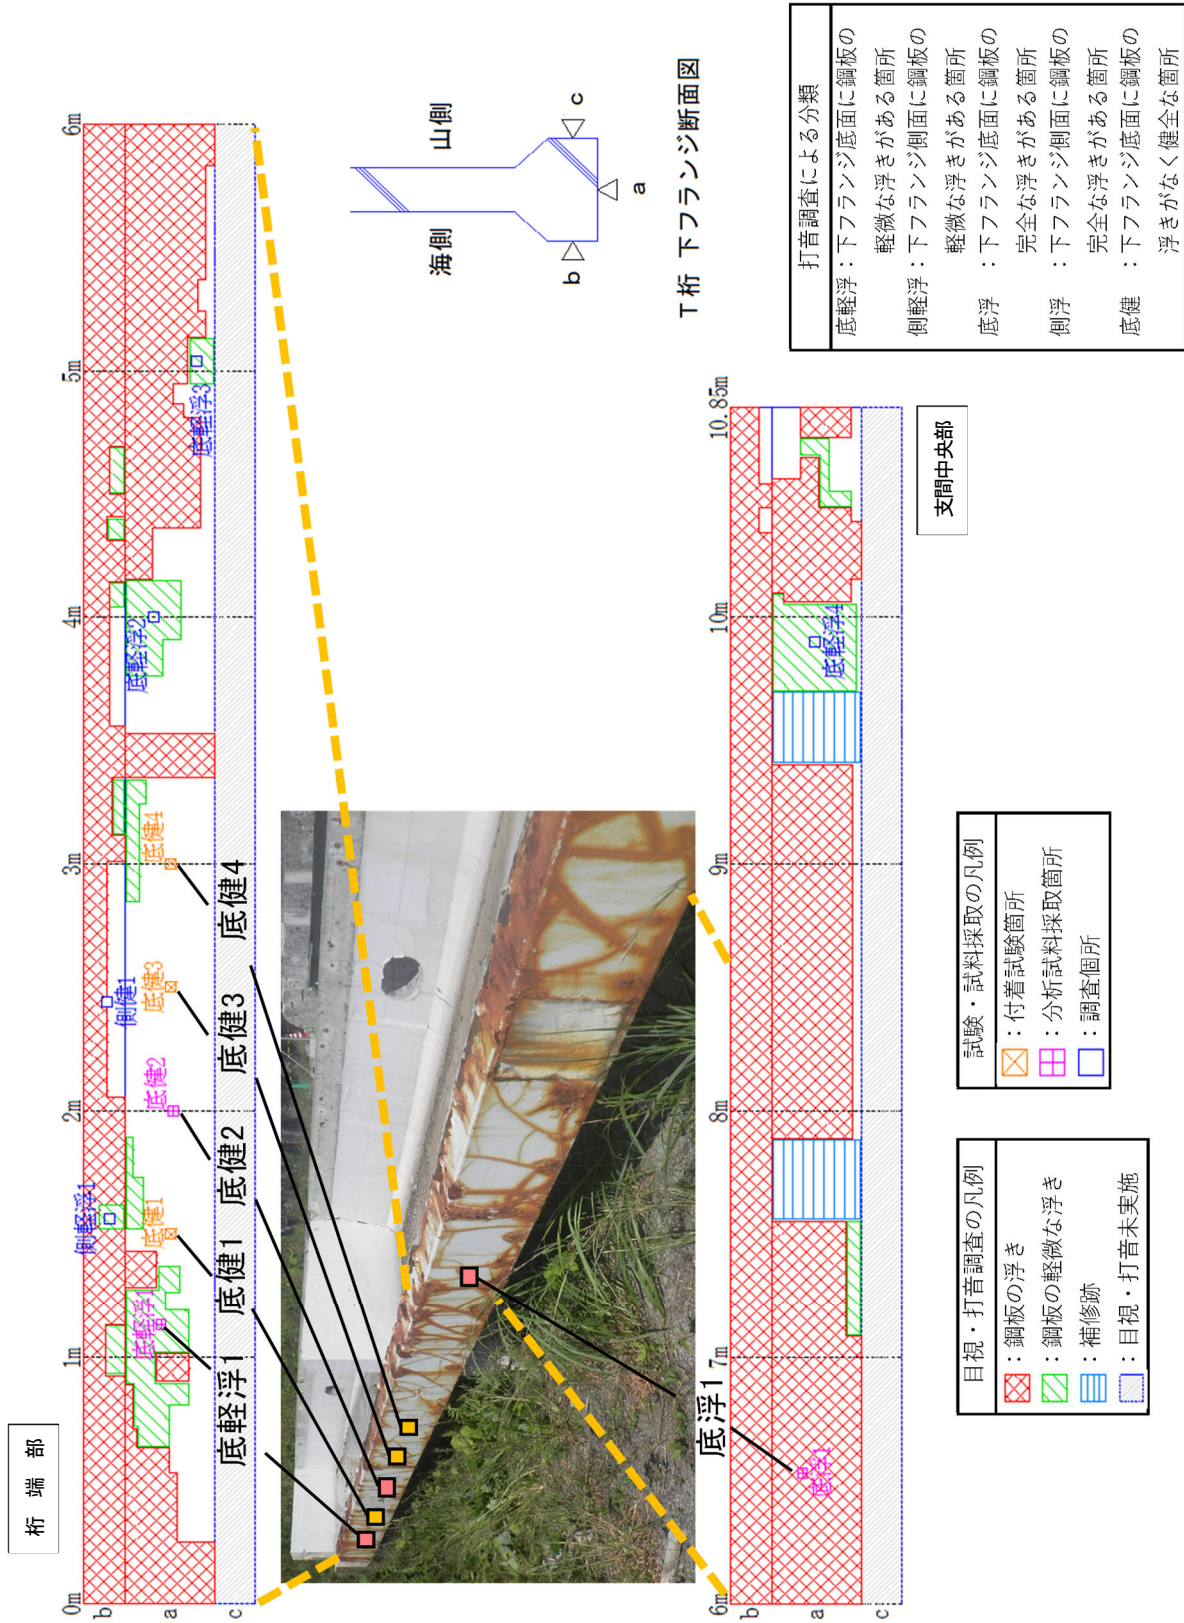 桁 端 部
0m
1m
2m
3m
4m
5m
6m
b
a
c
側軽浮1
底軽浮1
底健1
底健2
側健1
底健3
底健4
底軽浮2
底軽浮3
底軽浮1
底健1
底健2
底健3
底健4
海側
山側
b
c
a
T桁 下フランジ断面図
底浮1
6m
7m
8m
9m
10m
10.85m
b
a
c
底浮1
底軽浮4
支間中央部
目視・打音調査の凡例
：鋼板の浮き
：鋼板の軽微な浮き
：補修跡
：目視・打音未実施
試験・試料採取の凡例
：付着試験箇所
：分析試料採取箇所
：調査個所
打音調査による分類
底軽浮：下フランジ底面に鋼板の
軽微な浮きがある箇所
側軽浮：下フランジ側面に鋼板の
軽微な浮きがある箇所
底浮　：下フランジ底面に鋼板の
完全な浮きがある箇所
側浮　：下フランジ側面に鋼板の
完全な浮きがある箇所
底健　：下フランジ底面に鋼板の
浮きがなく健全な箇所